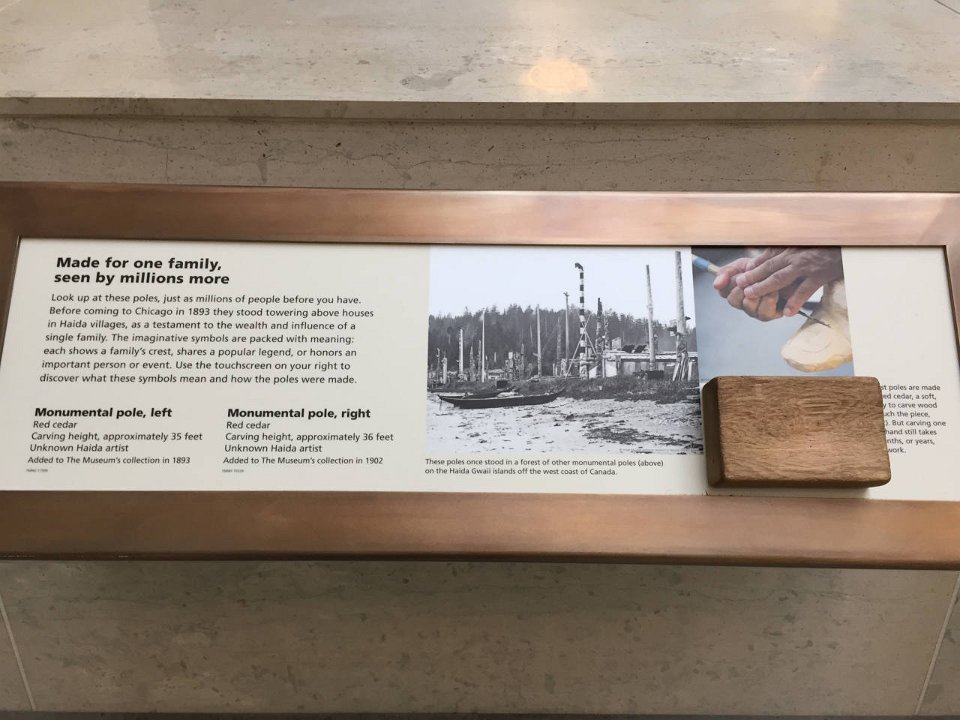 Made for one family,
seen by millions more
Look up at these poles, just as millions of people before you have.
Before coming to Chicago in 1893 they stood towering above houses
in Haida villages, as a testament to the wealth and influence of a
single family. The imaginative symbols are packed with meaning:
each shows a family's crest, shares a popular legend, or honors an
important person or event. Use the touchscreen on your right to
discover what these symbols mean and how the poles were made.
Monumental pole, left
Red cedar
Carving height, approximately 35 feet
Unknown Haida artist
Added to The Museum's collection in 1893
Monumental pole, right
Red cedar
Carving height, approximately 36 feet
Unknown Haida artist
Added to The Museum's collection in 1902
These poles once stood in a forest of other monumental poles (above)
on the Haida Gwaii islands off the west coast of Canada.
poles are made
cedar, a soft,
to carve wood
the piece,
But carving one
still takes
or years,